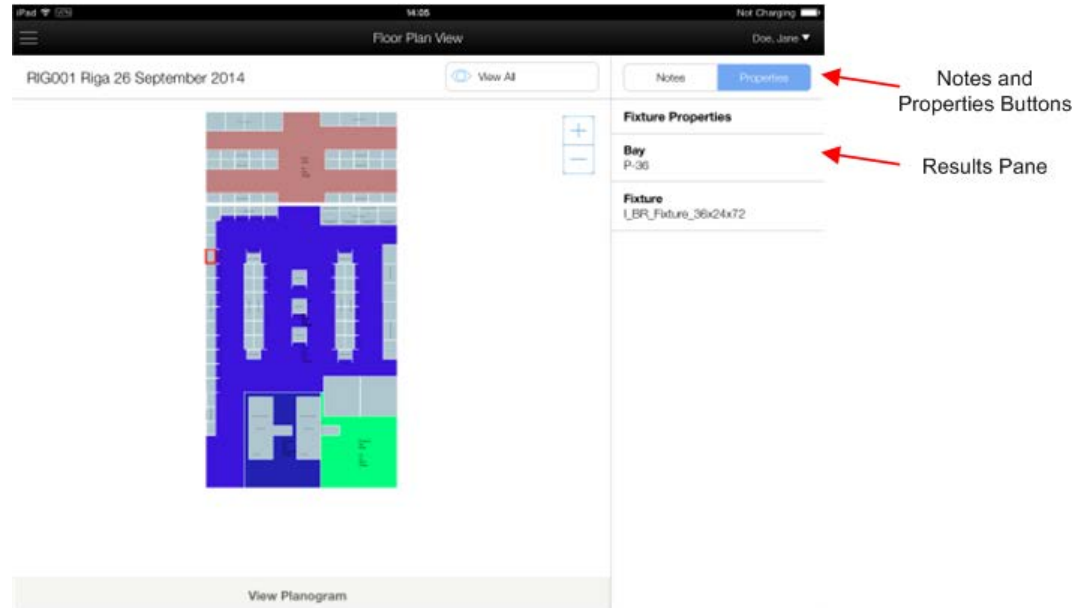 iPad
14:05
Not Charging
Floor Plan View
Doe, Jane
RIG001 Riga 26 September 2014
View All
Notes
Properties
Notes and
Properties Buttons
+
−
Fixture Properties
Bay
P-36
Results Pane
Fixture
I_BR_Fixture_36x24x72
View Planogram